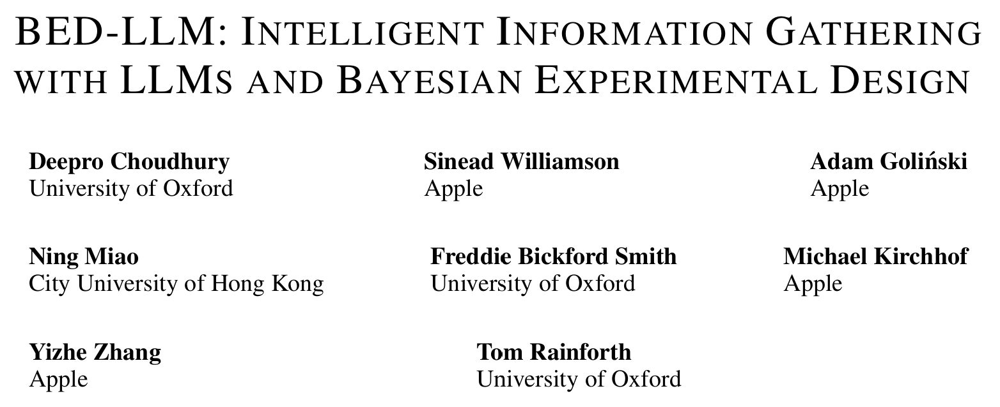 BED-LLM: INTELLIGENT INFORMATION GATHERING
WITH LLMS AND BAYESIAN EXPERIMENTAL DESIGN
Deepro Choudhury
University of Oxford
Sinead Williamson
Apple
Adam Goliński
Apple
Ning Miao
City University of Hong Kong
Freddie Bickford Smith
University of Oxford
Michael Kirchhof
Apple
Yizhe Zhang
Apple
Tom Rainforth
University of Oxford